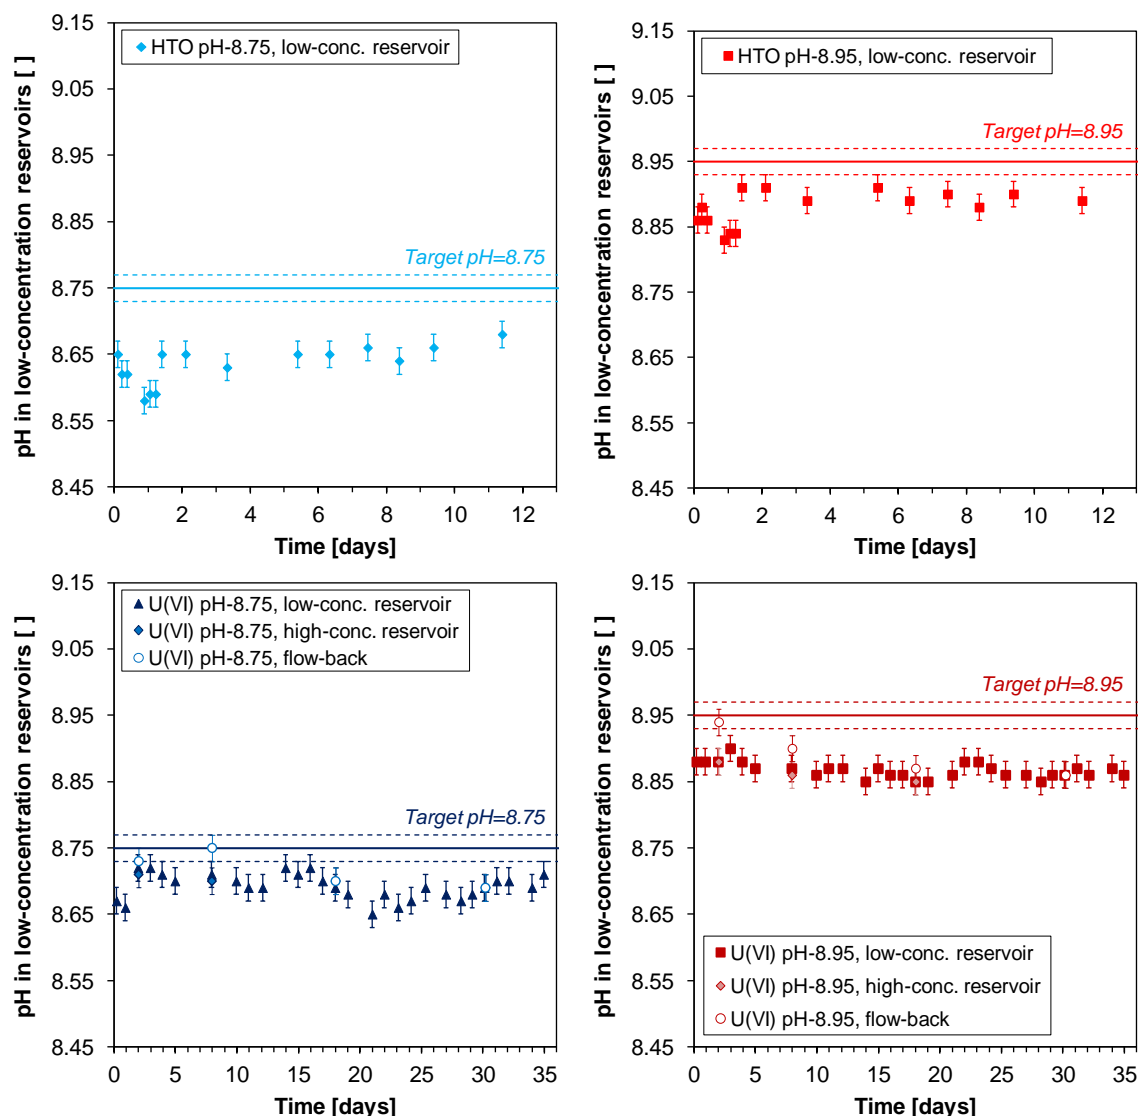 pH in low-concentration reservoirs [ ]
9.15
9.05
8.95
8.85
8.75
8.65
8.55
8.45
HTO pH-8.75, low-conc. reservoir
Target pH=8.75
0 2 4 6 8 10 12
Time [days]
pH in low-concentration reservoirs [ ]
9.15
9.05
8.95
8.85
8.75
8.65
8.55
8.45
HTO pH-8.95, low-conc. reservoir
Target pH=8.95
0 2 4 6 8 10 12
Time [days]
pH in low-concentration reservoirs [ ]
9.15
9.05
8.95
8.85
8.75
8.65
8.55
8.45
U(VI) pH-8.75, low-conc. reservoir
U(VI) pH-8.75, high-conc. reservoir
U(VI) pH-8.75, flow-back
Target pH=8.75
0 5 10 15 20 25 30 35
Time [days]
pH in low-concentration reservoirs [ ]
9.15
9.05
8.95
8.85
8.75
8.65
8.55
8.45
Target pH=8.95
U(VI) pH-8.95, low-conc. reservoir
U(VI) pH-8.95, high-conc. reservoir
U(VI) pH-8.95, flow-back
0 5 10 15 20 25 30 35
Time [days]